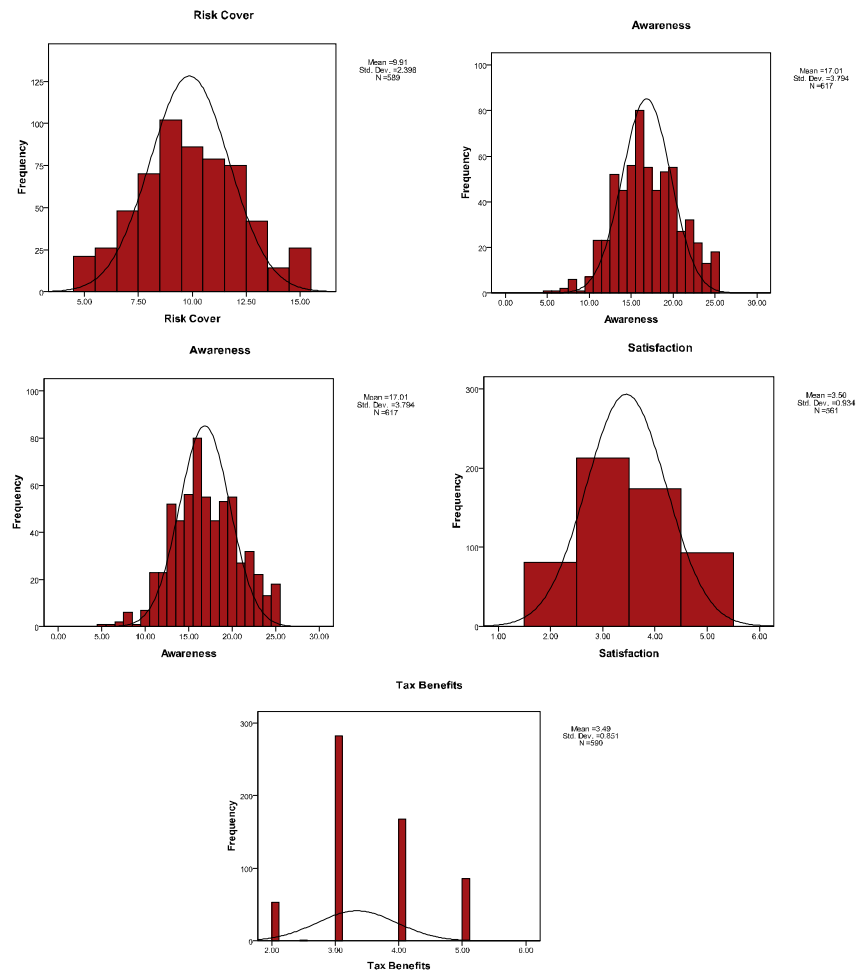 Risk Cover
Mean =9.91
Std. Dev. =2.398
N =589
Frequency
125
100
75
50
25
0
5.00 7.50 10.00 12.50 15.00
Risk Cover
Awareness
Mean =17.01
Std. Dev. =3.794
N =617
Frequency
100
80
60
40
20
0
0.00 5.00 10.00 15.00 20.00 25.00 30.00
Awareness
Awareness
Mean =17.01
Std. Dev. =3.794
N =617
Frequency
100
80
60
40
20
0
0.00 5.00 10.00 15.00 20.00 25.00 30.00
Awareness
Satisfaction
Mean =3.50
Std. Dev. =0.934
N =561
Frequency
300
200
100
0
1.00 2.00 3.00 4.00 5.00 6.00
Satisfaction
Tax Benefits
Mean =3.49
Std. Dev. =0.851
N =590
Frequency
300
200
100
0
2.00 3.00 4.00 5.00 6.00
Tax Benefits